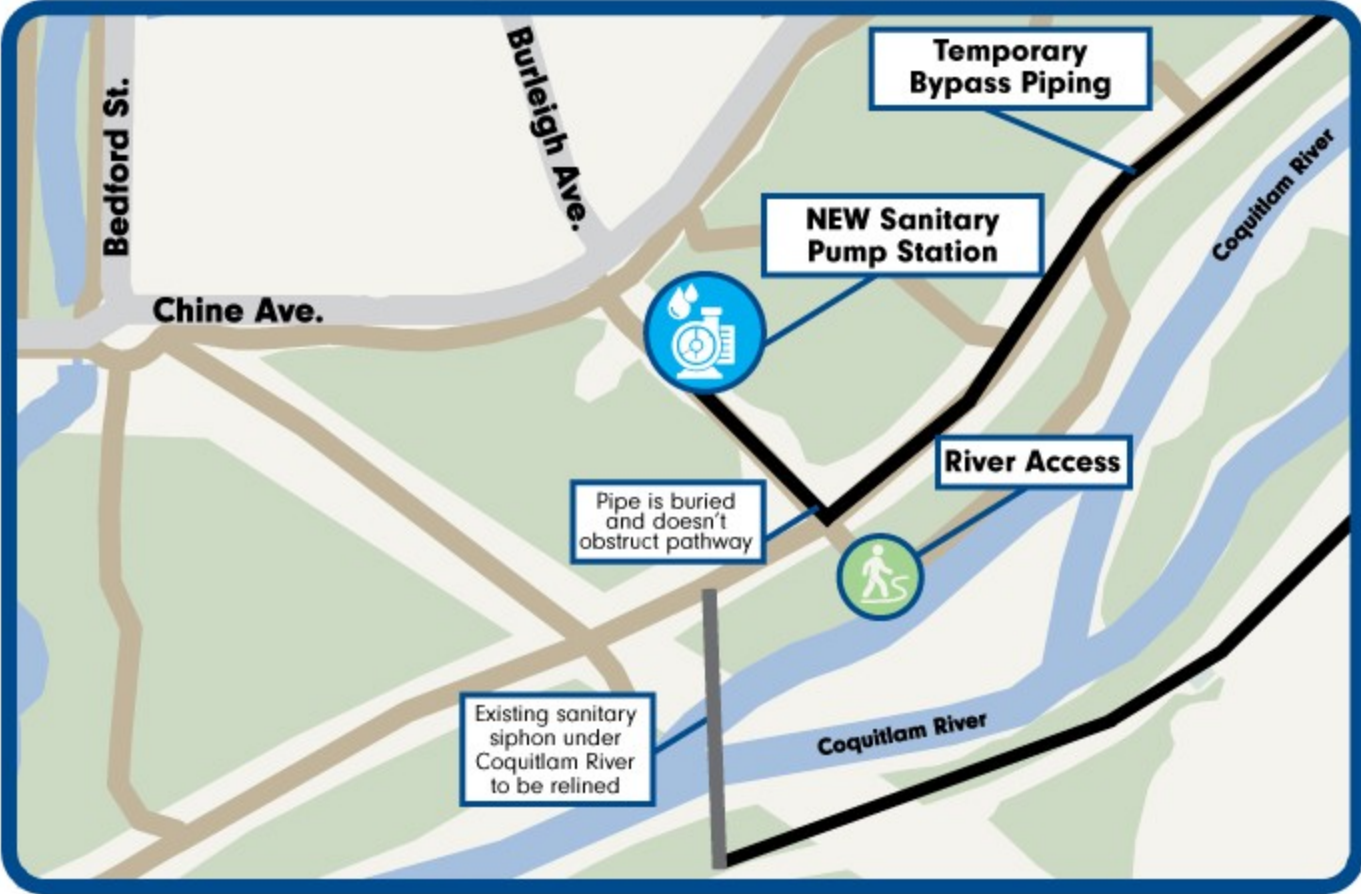 Temporary
Bypass Piping
Burleigh Ave.
Bedford St.
Coquitlam River
NEW Sanitary
Pump Station
Chine Ave.
River Access
Pipe is buried
and doesn't
obstruct pathway
Existing sanitary
siphon under
Coquitlam River
to be relined
Coquitlam River